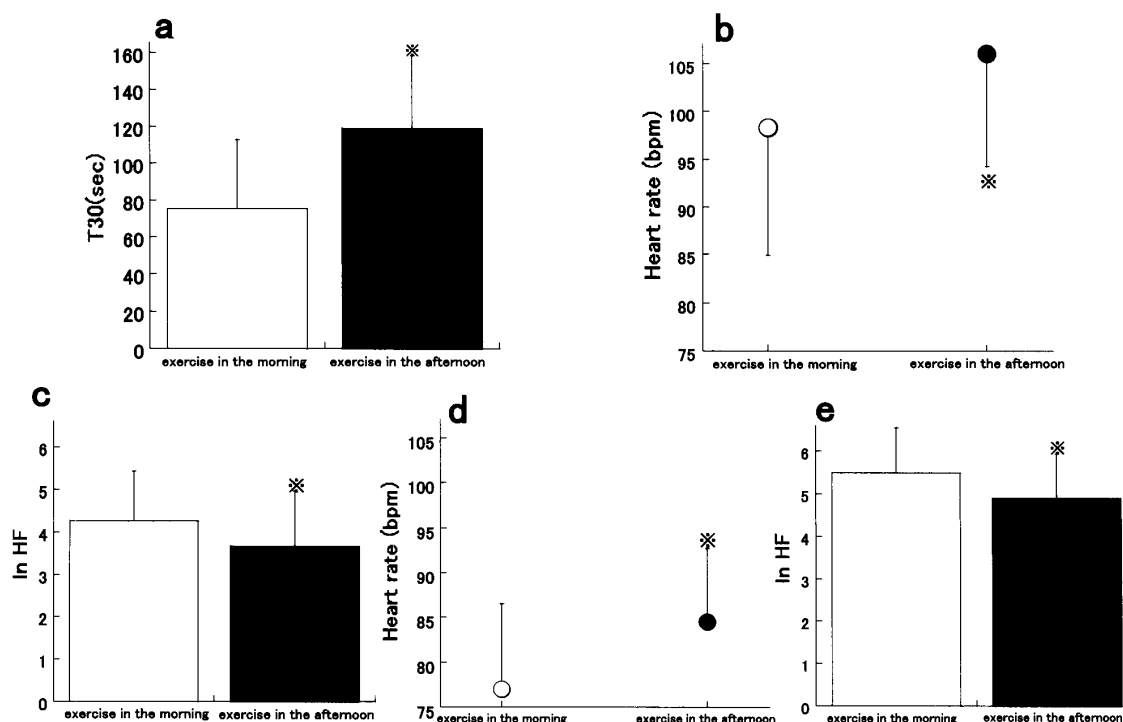 a
T30(sec)
160
140
120
100
80
60
40
20
0
※
exercise in the morning
exercise in the afternoon
b
Heart rate (bpm)
105
100
95
90
85
80
75
※
exercise in the morning
exercise in the afternoon
c
ln HF
6
5
4
3
2
1
0
※
exercise in the morning
exercise in the afternoon
d
Heart rate (bpm)
105
100
95
90
85
80
75
※
exercise in the morning
exercise in the afternoon
e
ln HF
6
5
4
3
2
1
0
※
exercise in the morning
exercise in the afternoon